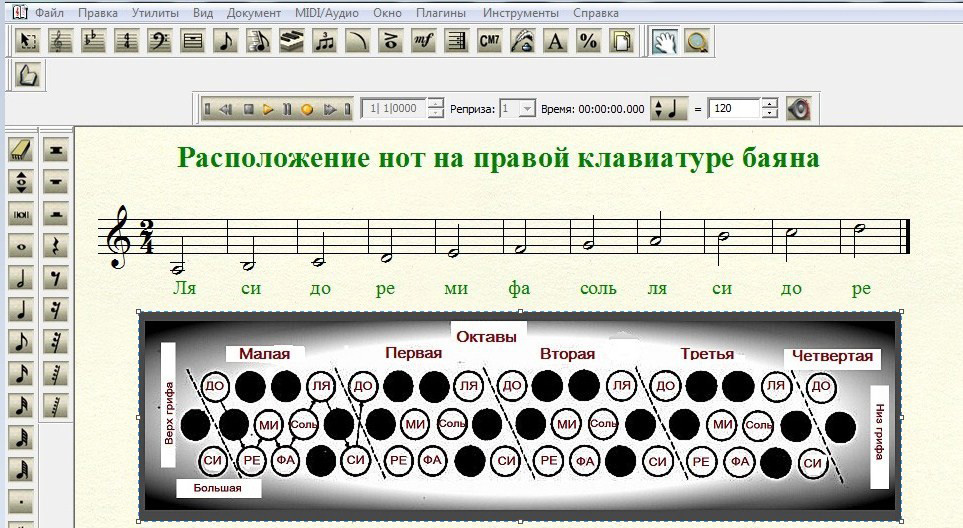 Файл Правка Утилиты Вид Документ MIDI/Аудио Окно Плагины Инструменты Справка
mf CM7 A %
1| 1|0000 Реприза: 1 Время: 00:00:00.000 = 120
Расположение нот на правой клавиатуре баяна
2
4
Ля си до ре ми фа соль ля си до ре
Октавы
Малая Первая Вторая Третья Четвертая
ДО ЛЯ ДО ЛЯ ДО ЛЯ ДО ЛЯ ДО
Верх грифа
Низ грифа
МИ Соль МИ Соль МИ Соль МИ Соль
СИ РЕ ФА СИ РЕ ФА СИ РЕ ФА СИ РЕ ФА СИ
Большая